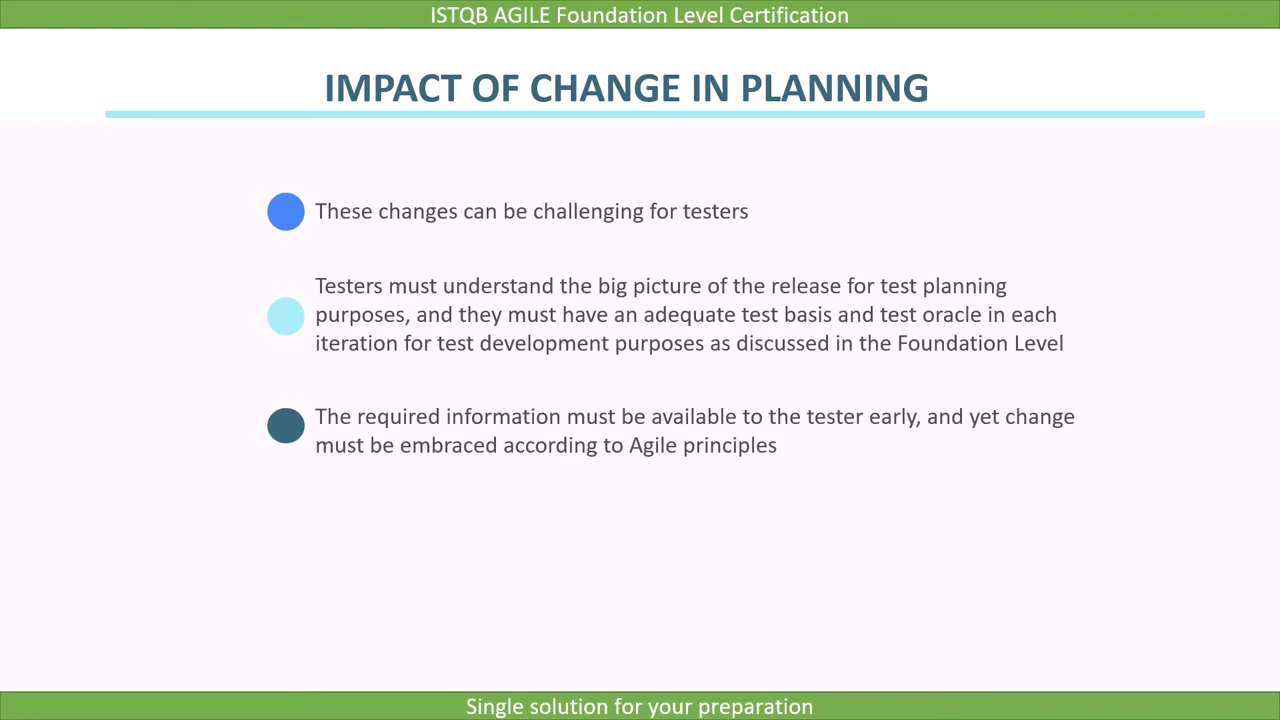 ISTQB AGILE Foundation Level Certification
IMPACT OF CHANGE IN PLANNING
These changes can be challenging for testers
Testers must understand the big picture of the release for test planning
purposes, and they must have an adequate test basis and test oracle in each
iteration for test development purposes as discussed in the Foundation Level
The required information must be available to the tester early, and yet change
must be embraced according to Agile principles
Single solution for your preparation